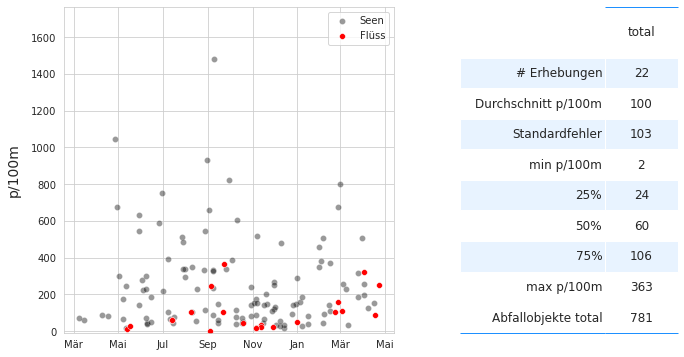 Seen
Flüss
p/100m
1600
1400
1200
1000
800
600
400
200
0
Mär Mai Jul Sep Nov Jan Mär Mai
total
# Erhebungen 22
Durchschnitt p/100m 100
Standardfehler 103
min p/100m 2
25% 24
50% 60
75% 106
max p/100m 363
Abfallobjekte total 781